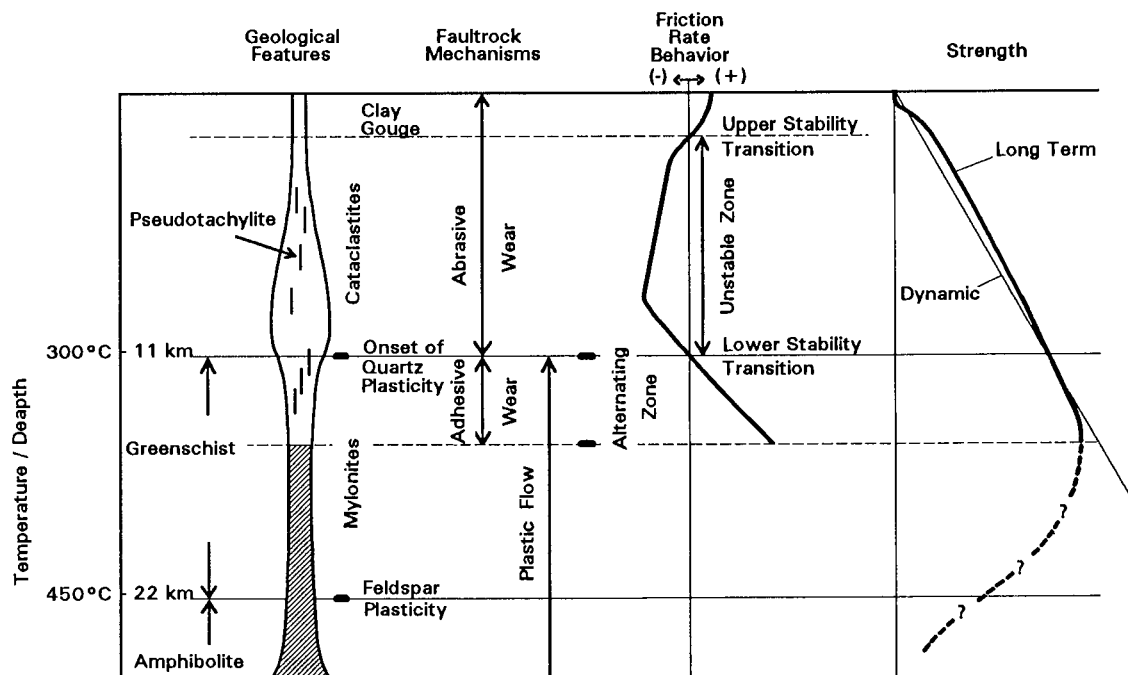 Geological
Features
Faultrock
Mechanisms
Friction
Rate
Behavior
(-) (+)
Strength
Clay
Gouge
Upper Stability
Transition
Long Term
Pseudotachylite
Cataclastites
Abrasive
Wear
Unstable Zone
Dynamic
300°C
11 km
Onset of
Quartz
Plasticity
Lower Stability
Transition
Adhesive
Wear
Alternating
Zone
Greenschist
Mylonites
Plastic Flow
Temperature / Deapth
?
450°C
22 km
Feldspar
Plasticity
?
?
Amphibolite